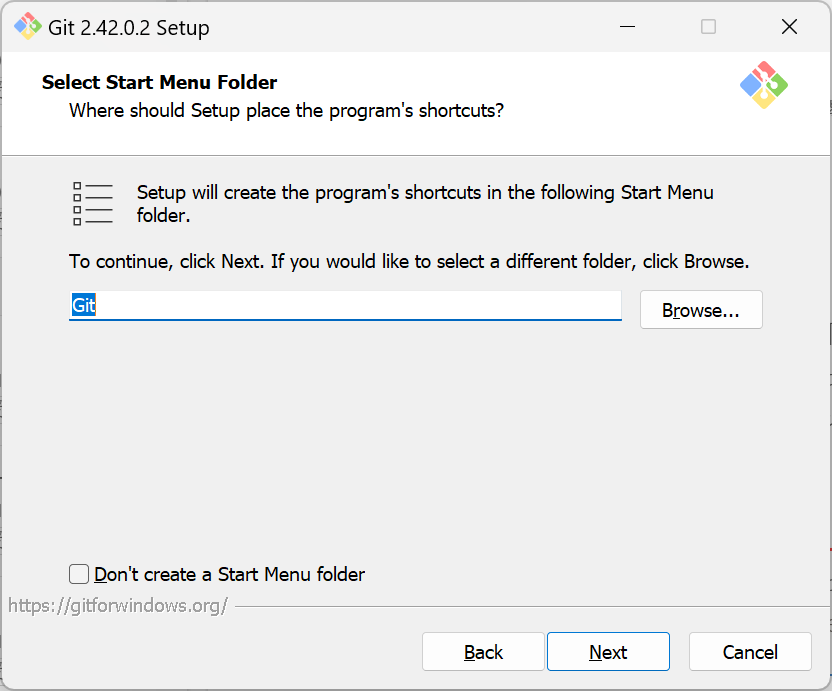 Git 2.42.0.2 Setup
Select Start Menu Folder
Where should Setup place the program's shortcuts?
Setup will create the program's shortcuts in the following Start Menu
folder.
To continue, click Next. If you would like to select a different folder, click Browse.
Git
Browse...
Don't create a Start Menu folder
https://gitforwindows.org/
Back
Next
Cancel